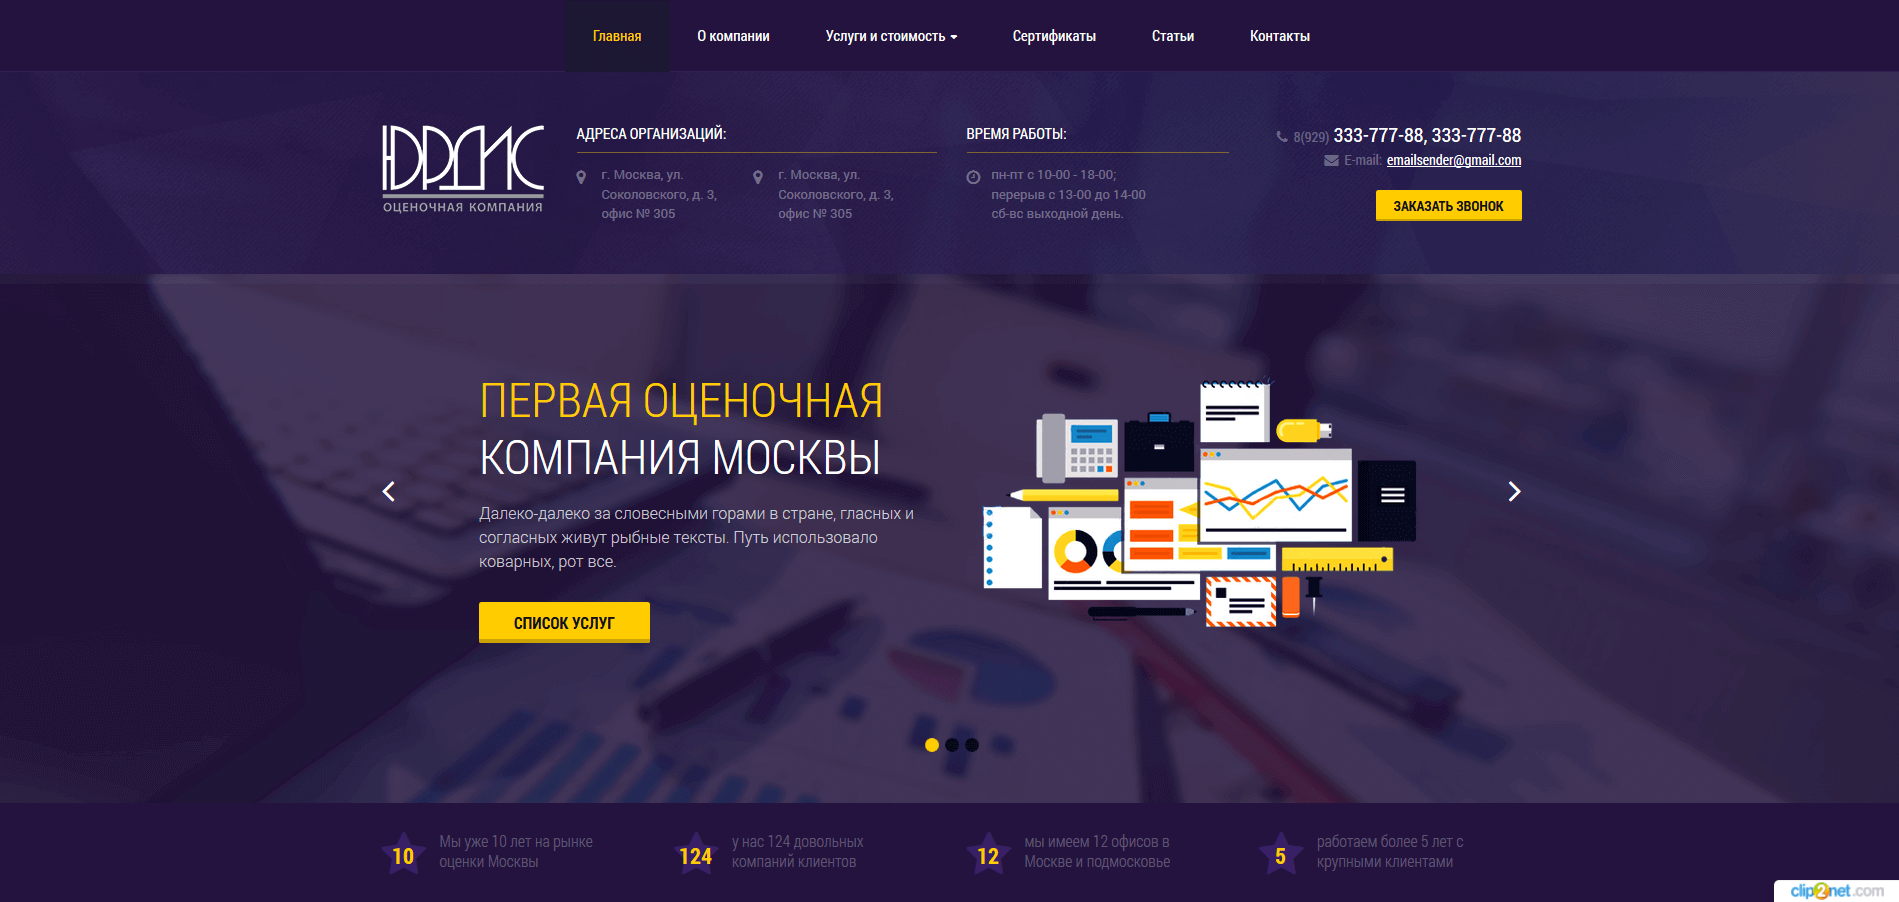 Главная
О компании
Услуги и стоимость
Сертификаты
Статьи
Контакты
ЮРДИС
ОЦЕНОЧНАЯ КОМПАНИЯ
АДРЕСА ОРГАНИЗАЦИЙ:
г. Москва, ул.
Соколовского, д. 3,
офис № 305
г. Москва, ул.
Соколовского, д. 3,
офис № 305
ВРЕМЯ РАБОТЫ:
пн-пт с 10-00 - 18-00;
перерыв с 13-00 до 14-00
сб-вс выходной день.
8(929) 333-777-88, 333-777-88
E-mail: emailsender@gmail.com
ЗАКАЗАТЬ ЗВОНОК
ПЕРВАЯ ОЦЕНОЧНАЯ
КОМПАНИЯ МОСКВЫ
Далеко-далеко за словесными горами в стране, гласных и
согласных живут рыбные тексты. Путь использовало
коварных, рот все.
СПИСОК УСЛУГ
10
Мы уже 10 лет на рынке
оценки Москвы
124
у нас 124 довольных
компаний клиентов
12
мы имеем 12 офисов в
Москве и подмосковье
5
работаем более 5 лет с
крупными клиентами
clip2net.com